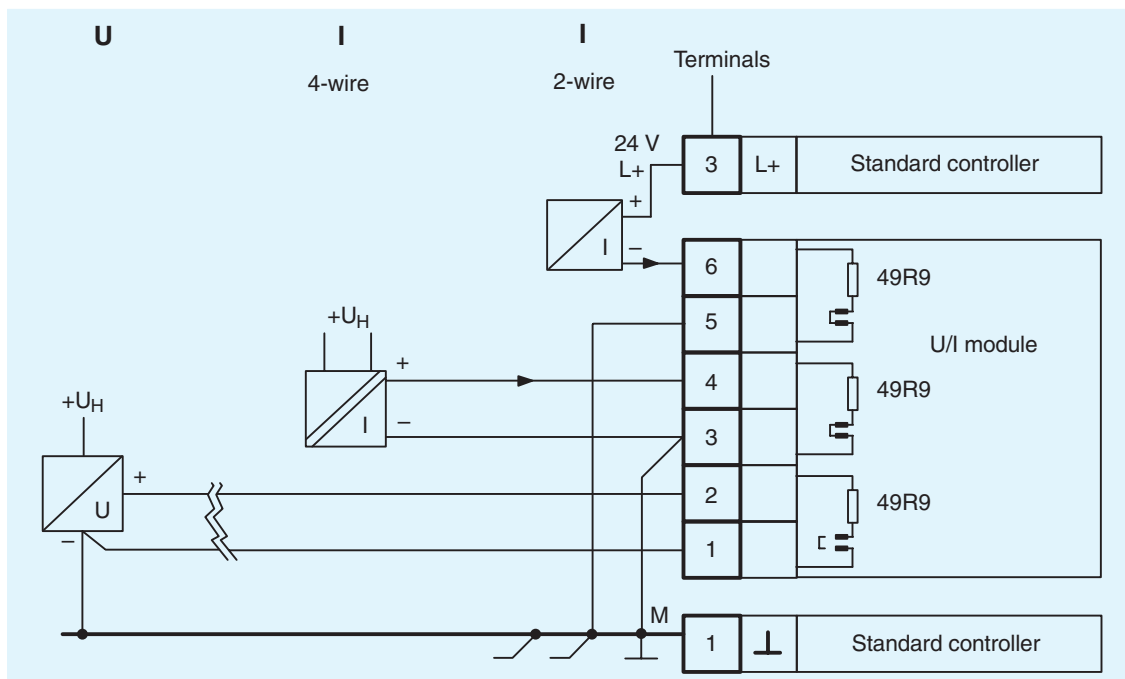 U
I
I
4-wire
2-wire
Terminals
24 V
L+
3
L+
Standard controller
+
I
–
6
49R9
+UH
5
U/I module
+
4
49R9
I
–
3
+UH
+
2
49R9
U
–
1
M
1
Standard controller